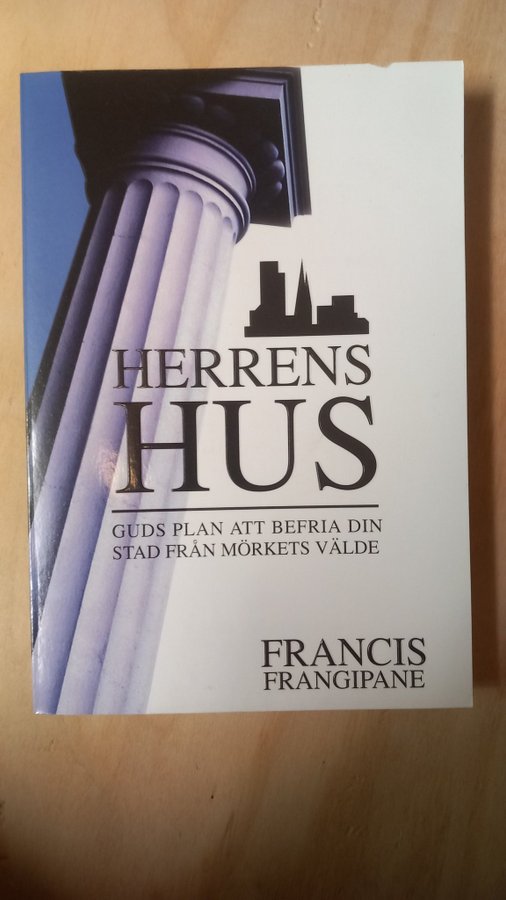 HERRENS
HUS
GUDS PLAN ATT BEFRIA DIN
STAD FRÅN MÖRKETS VÄLDE
FRANCIS
FRANGIPANE